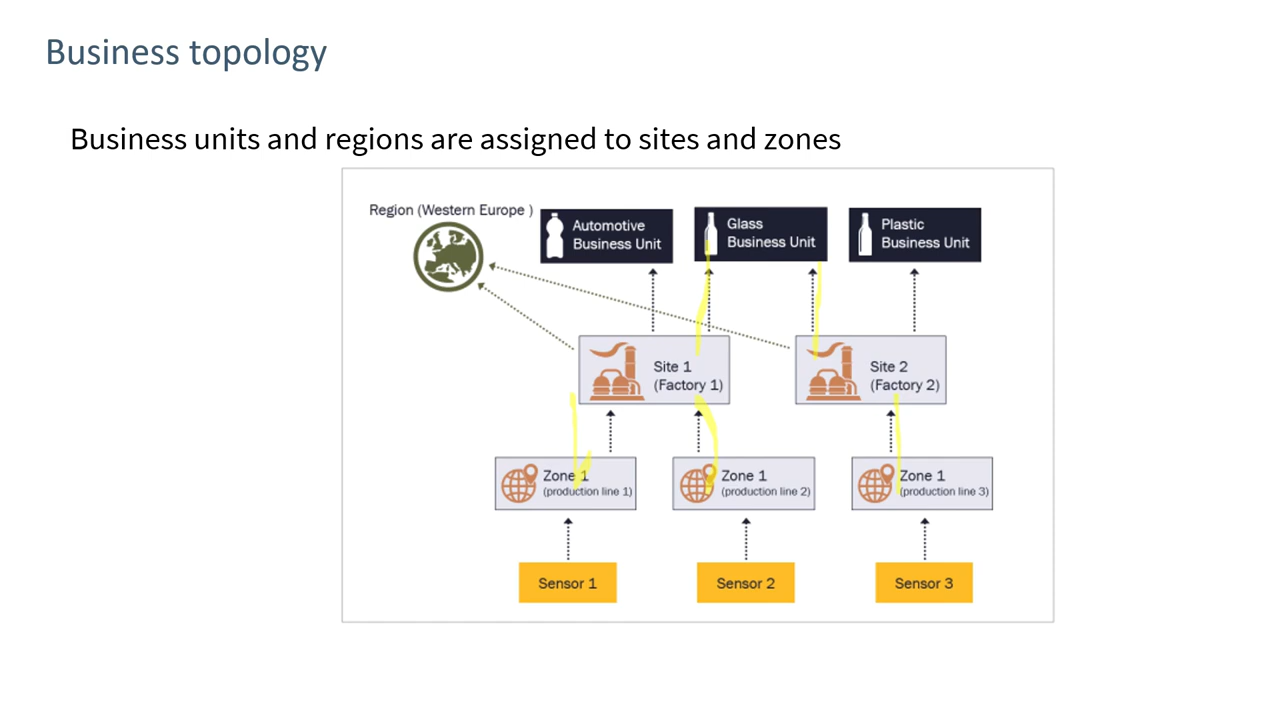 Business topology
Business units and regions are assigned to sites and zones
Region (Western Europe )
Automotive
Business Unit
Glass
Business Unit
Plastic
Business Unit
Site 1
(Factory 1)
Site 2
(Factory 2)
Zone 1
(production line 1)
Zone 1
(production line 2)
Zone 1
(production line 3)
Sensor 1
Sensor 2
Sensor 3